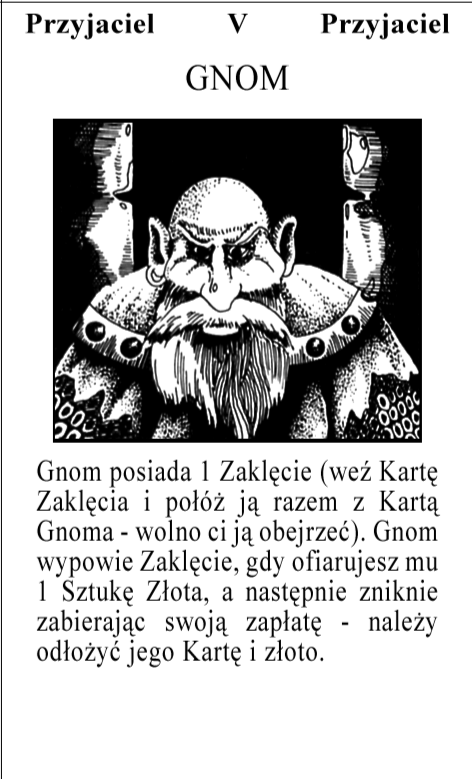 Przyjaciel V Przyjaciel
GNOM
Gnom posiada 1 Zaklęcie (weź Kartę
Zaklęcia i połóż ją razem z Kartą
Gnoma - wolno ci ją obejrzeć). Gnom
wypowie Zaklęcie, gdy ofiarujesz mu
1 Sztukę Złota, a następnie zniknie
zabierając swoją zapłatę - należy
odłożyć jego Kartę i złoto.